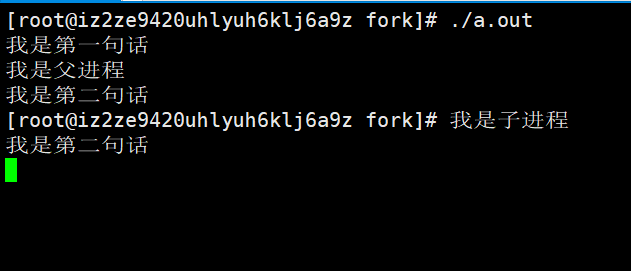 [root@iz2ze9420uhlyuh6klj6a9z fork]# ./a.out
我是第一句话
我是父进程
我是第二句话
[root@iz2ze9420uhlyuh6klj6a9z fork]# 我是子进程
我是第二句话